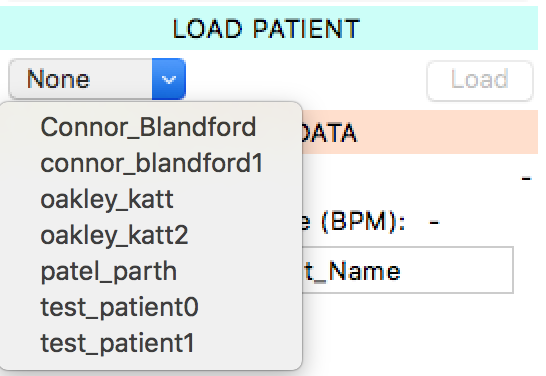 LOAD PATIENT
None
Load
Connor_Blandford
connor_blandford1
oakley_katt
oakley_katt2
patel_parth
test_patient0
test_patient1
DATA
-
(BPM): -
t_Name